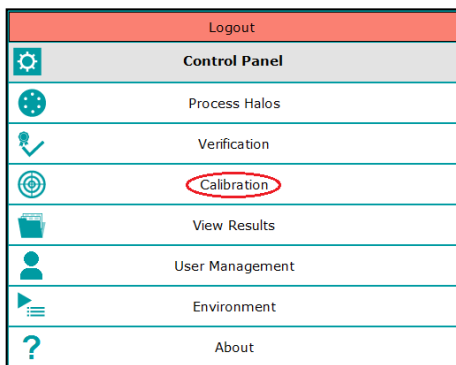 Logout
Control Panel
Process Halos
Verification
Calibration
View Results
User Management
Environment
About